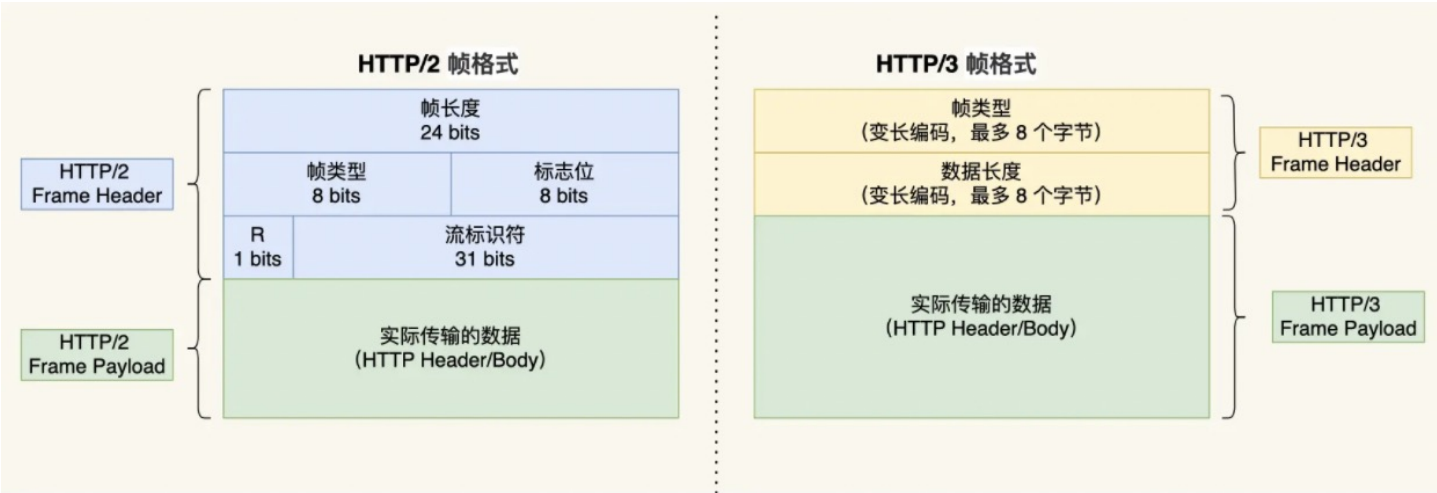 HTTP/2 帧格式
HTTP/2
Frame Header
帧长度
24 bits
帧类型
8 bits
标志位
8 bits
R
1 bits
流标识符
31 bits
HTTP/2
Frame Payload
实际传输的数据
（HTTP Header/Body）
HTTP/3 帧格式
帧类型
（变长编码，最多 8 个字节）
数据长度
（变长编码，最多 8 个字节）
HTTP/3
Frame Header
实际传输的数据
（HTTP Header/Body）
HTTP/3
Frame Payload